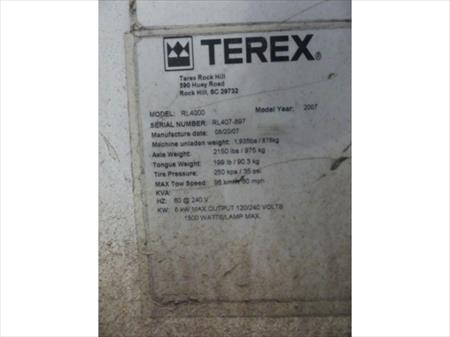 TEREX®
Terex Rock Hill
590 Huey Road
Rock Hill, SC 29732
MODEL: RL4000 Model Year: 2007
SERIAL NUMBER: RL407-897
Manufacture date: 08/20/07
Machine unladen weight: 1,935lbs / 878kg
Axle Weight: 2150 lbs / 975 kg
Tongue Weight: 199 lb / 90.3 kg
Tire Pressure: 250 kpa / 35 psi
MAX Tow Speed: 96 km/h 60 mph
KVA:
HZ: 60 @ 240 V
KW: 6 kW MAX OUTPUT 120/240 VOLTS
1500 WATTS/LAMP MAX.